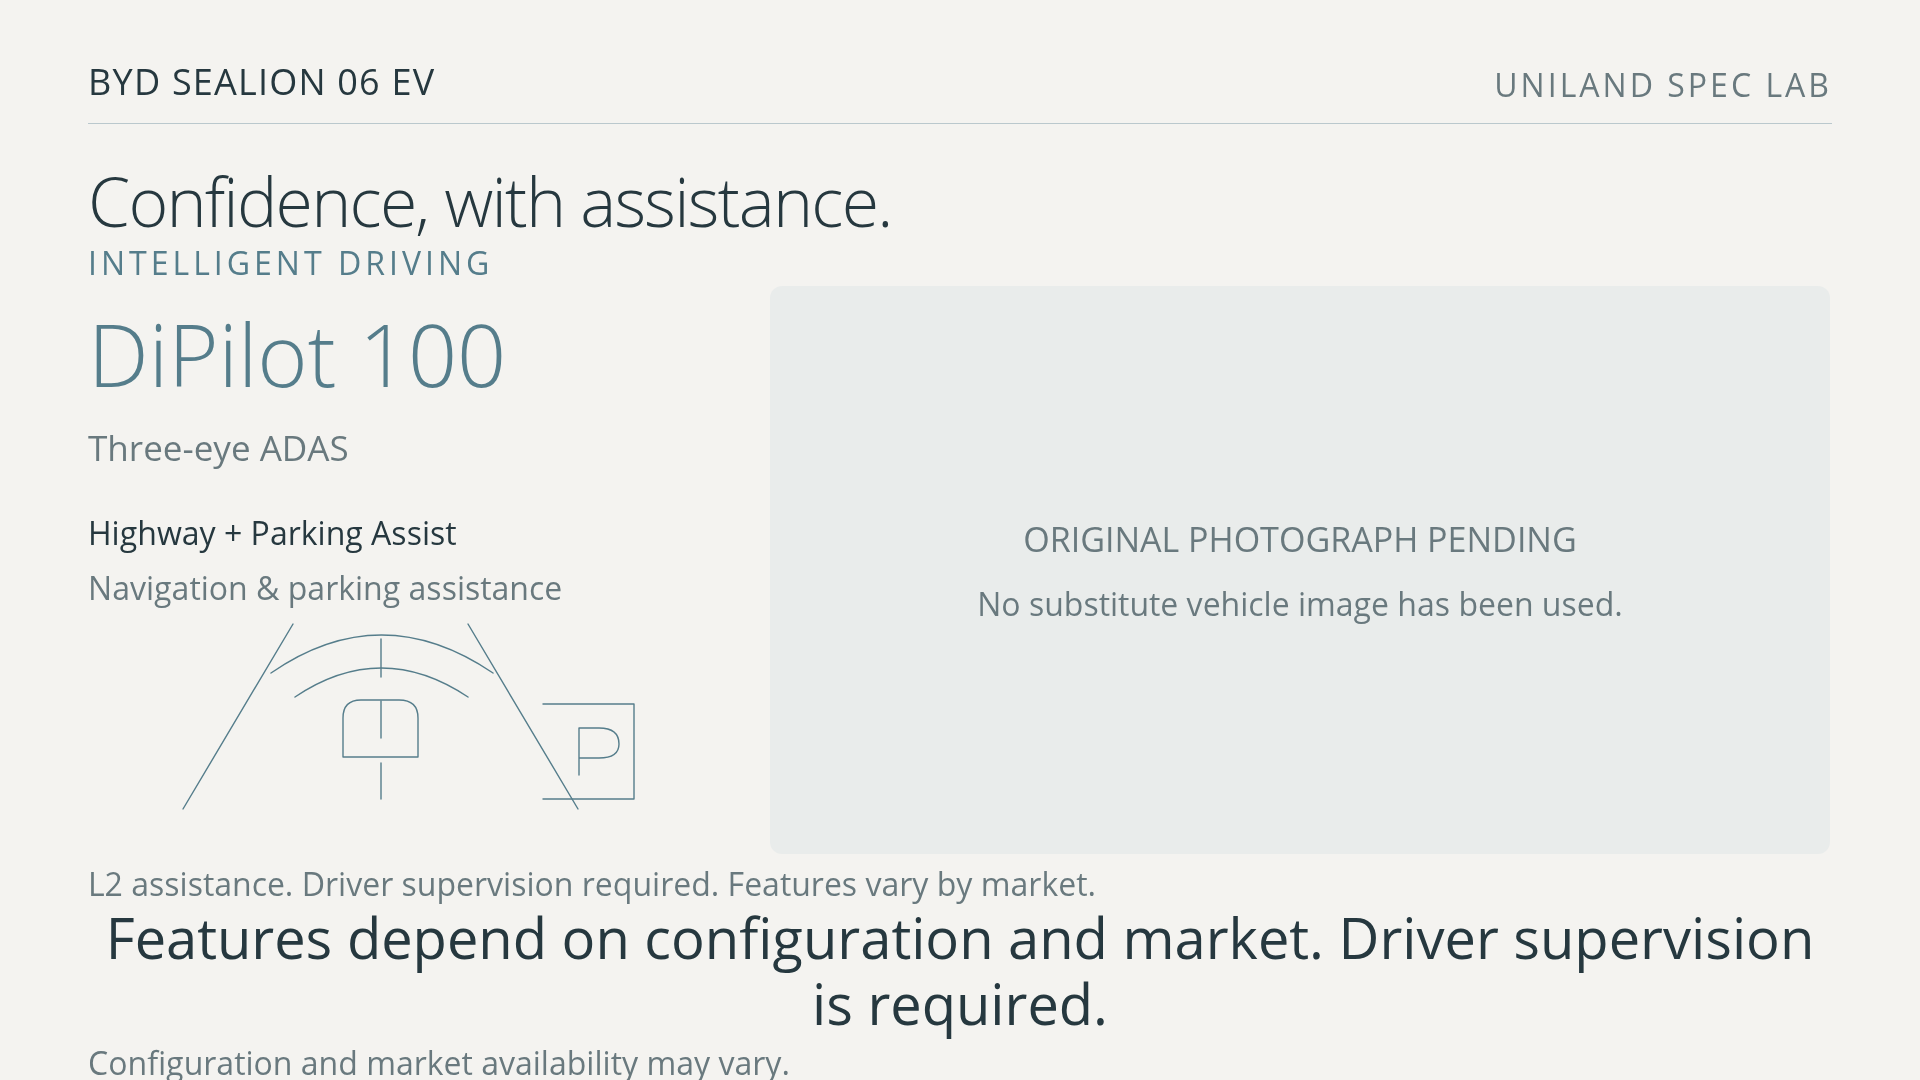 BYD SEALION 06 EV
UNILAND SPEC LAB
Confidence, with assistance.
INTELLIGENT DRIVING
DiPilot 100
Three-eye ADAS
Highway + Parking Assist
Navigation & parking assistance
P
ORIGINAL PHOTOGRAPH PENDING
No substitute vehicle image has been used.
L2 assistance. Driver supervision required. Features vary by market.
Features depend on configuration and market. Driver supervision
is required.
Configuration and market availability may vary.